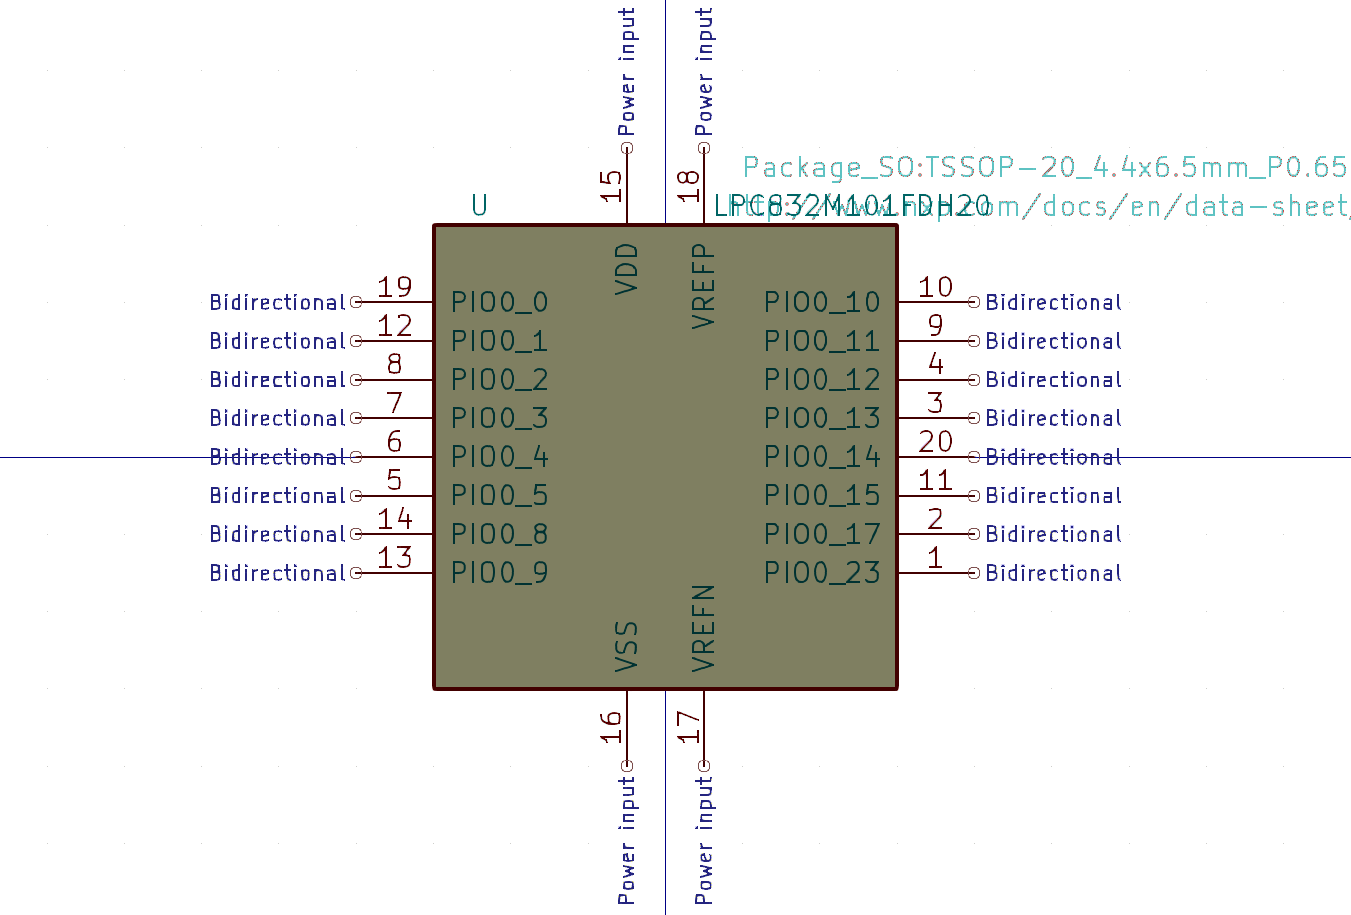 Power input Power input
15 18
Package_SO:TSSOP-20_4.4x6.5mm_P0.65
U LPC832M101FDH20
http://www.nxp.com/docs/en/data-sheet/
VDD VREFP
Bidirectional 19 PIO0_0 PIO0_10 10 Bidirectional
Bidirectional 12 PIO0_1 PIO0_11 9 Bidirectional
Bidirectional 8 PIO0_2 PIO0_12 4 Bidirectional
Bidirectional 7 PIO0_3 PIO0_13 3 Bidirectional
Bidirectional 6 PIO0_4 PIO0_14 20 Bidirectional
Bidirectional 5 PIO0_5 PIO0_15 11 Bidirectional
Bidirectional 14 PIO0_8 PIO0_17 2 Bidirectional
Bidirectional 13 PIO0_9 PIO0_23 1 Bidirectional
VSS VREFN
16 17
Power input Power input